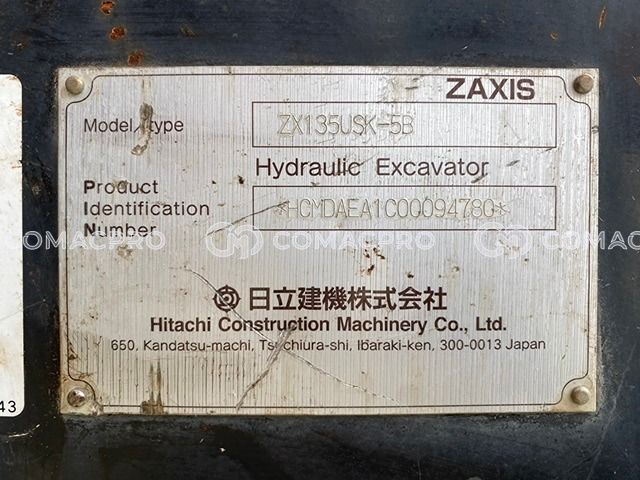 ZAXIS
Model/type ZX135USK-5B
Hydraulic Excavator
Product
Identification *HCMDAEA1C00094780*
Number
COMACPRO COMACPRO COMACPRO
日立建機株式会社
Hitachi Construction Machinery Co., Ltd.
650, Kandatsu-machi, Tsuchiura-shi, Ibaraki-ken, 300-0013 Japan
43